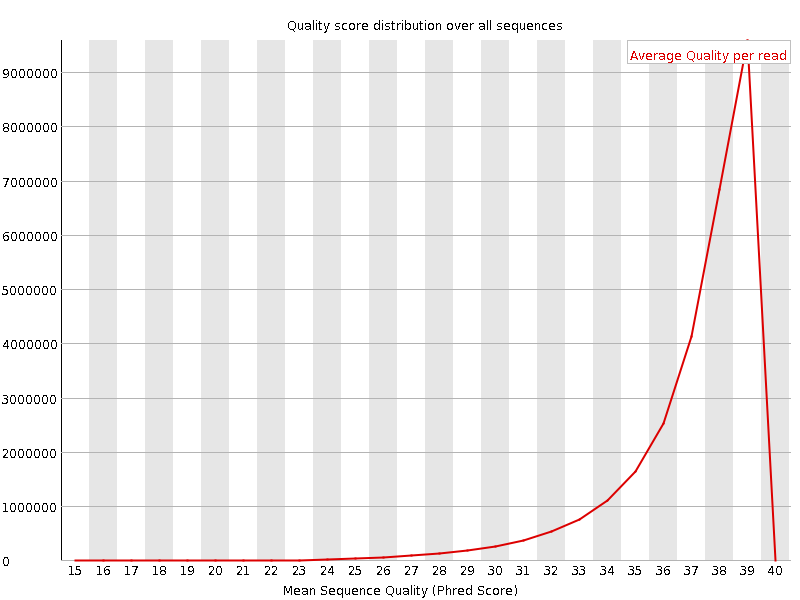 Quality score distribution over all sequences
Average Quality per read
9000000
8000000
7000000
6000000
5000000
4000000
3000000
2000000
1000000
0
15 16 17 18 19 20 21 22 23 24 25 26 27 28 29 30 31 32 33 34 35 36 37 38 39 40
Mean Sequence Quality (Phred Score)